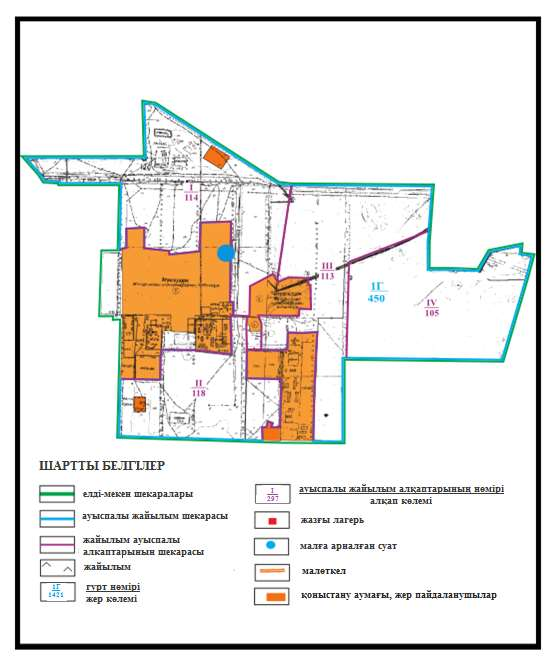 I
114
III
113
1Г
450
IV
105
II
118
ШАРТТЫ БЕЛГІЛЕР
елді-мекен шекаралары
ауыспалы жайылым шекарасы
жайылым ауыспалы
алкаптарының шекарасы
жайылым
1Г
1421
гурт нөмірі
жер көлемі
I
297
ауыспалы жайылым алқаптарының нөмірі
алқап көлемі
жазғы лагерь
малға арналған суат
малөткел
қоныстану аумағы, жер пайдаланушылар